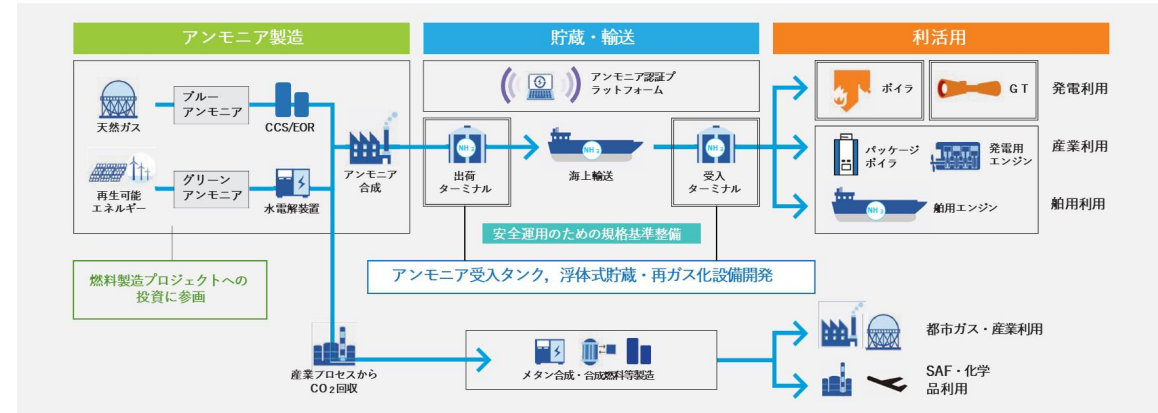 アンモニア製造
貯蔵・輸送
利活用
天然ガス
ブルー
アンモニア
CCS/EOR
再生可能
エネルギー
グリーン
アンモニア
水電解装置
アンモニア
合成
燃料製造プロジェクトへの
投資に参画
アンモニア認証プ
ラットフォーム
NH₃
出荷
ターミナル
NH₃
海上輸送
NH₃
受入
ターミナル
安全運用のための規格基準整備
アンモニア受入タンク，浮体式貯蔵・再ガス化設備開発
ボイラ
GT
発電利用
パッケージ
ボイラ
発電用
エンジン
産業利用
NH₃
舶用エンジン
舶用利用
産業プロセスから
CO₂回収
メタン合成・合成燃料等製造
都市ガス・産業利用
SAF・化学
品利用